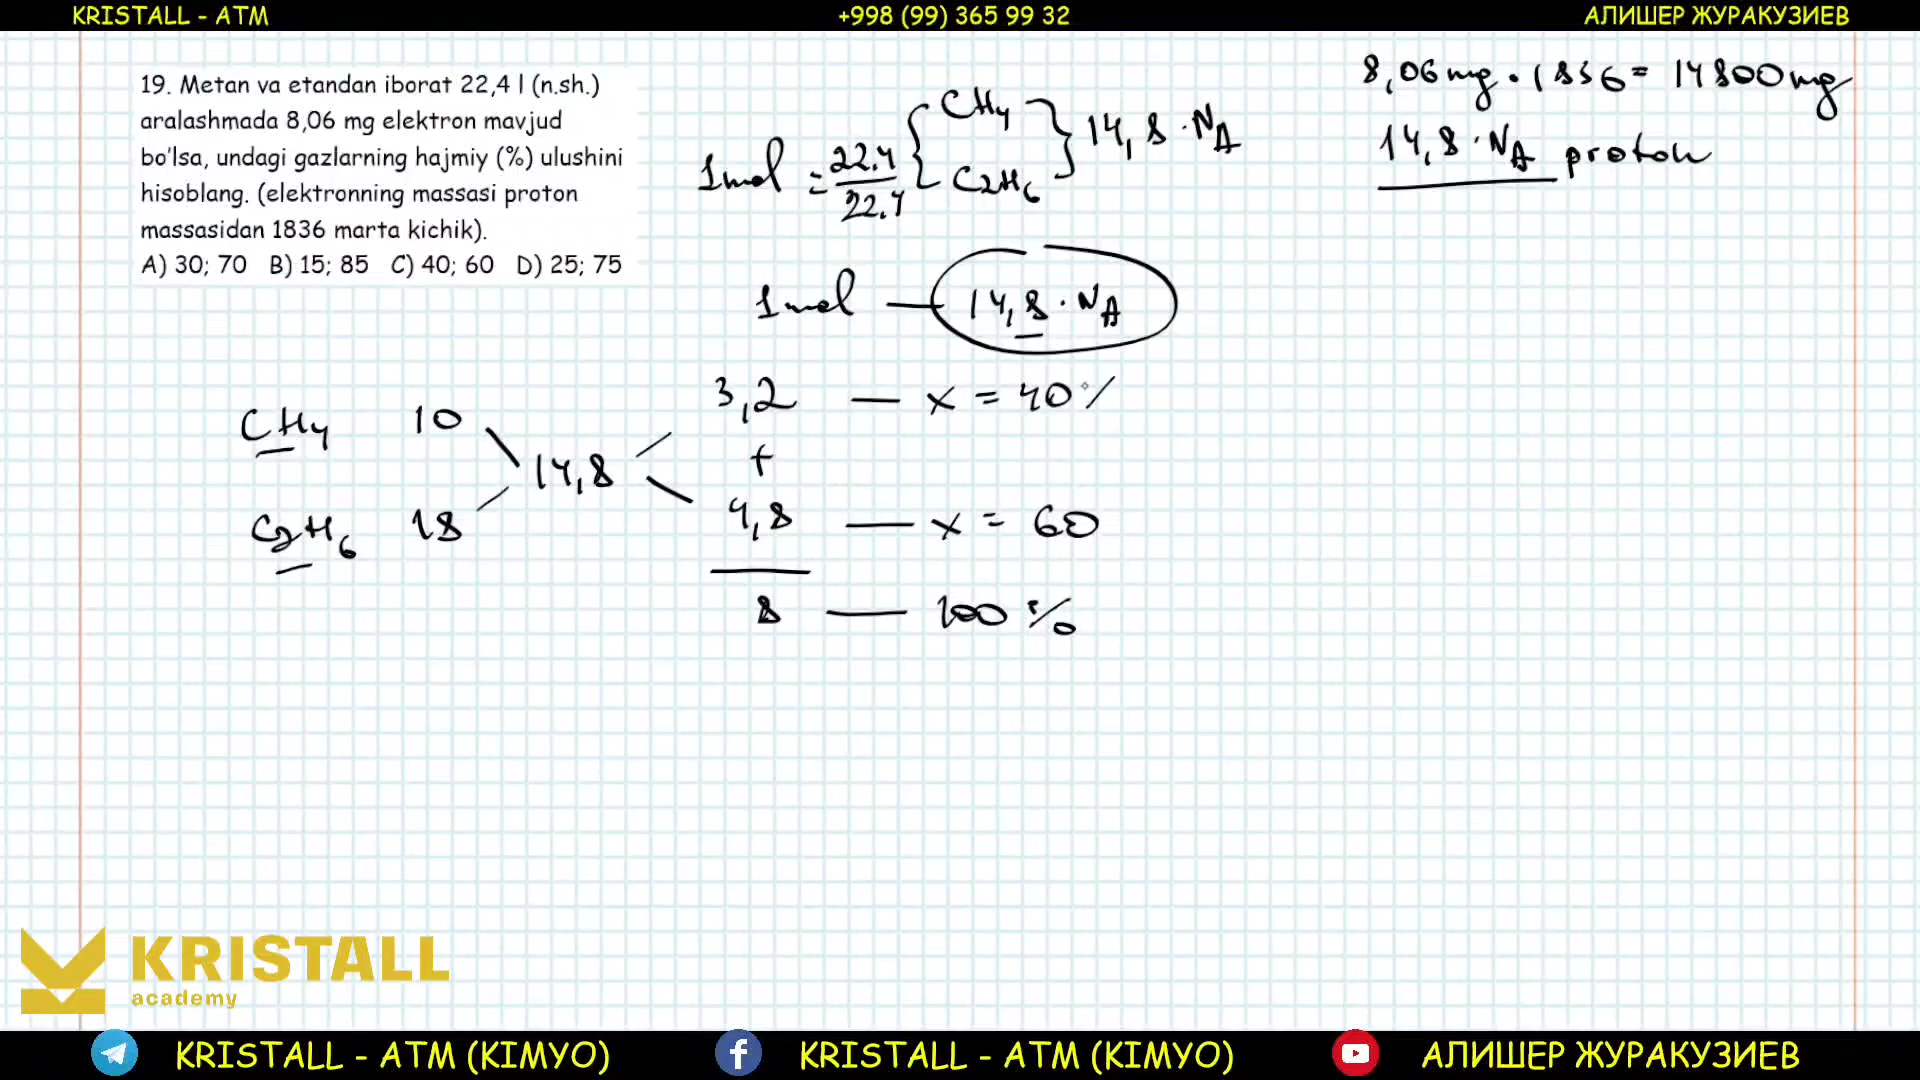 KRISTALL - ATM
+998 (99) 365 99 32
АЛИШЕР ЖУРАКУЗИЕВ
19. Metan va etandan iborat 22,4 l (n.sh.)
aralashmada 8,06 mg elektron mavjud
bo'lsa, undagi gazlarning hajmiy (%) ulushini
hisoblang. (elektronning massasi proton
massasidan 1836 marta kichik).
A) 30; 70 B) 15; 85 C) 40; 60 D) 25; 75
8,06 mg · 1836 = 14800 mg
14,8 · NA proton
1 mol = 22.4 / 22.4 { CH4 C2H6 } 14,8 · NA
1 mol — 14,8 · NA
CH4 10
C2H6 18
14,8
3,2 — x = 40%
+
4,8 — x = 60
8 — 100 %
KRISTALL
academy
KRISTALL - ATM (KIMYO)
KRISTALL - ATM (KIMYO)
АЛИШЕР ЖУРАКУЗИЕВ